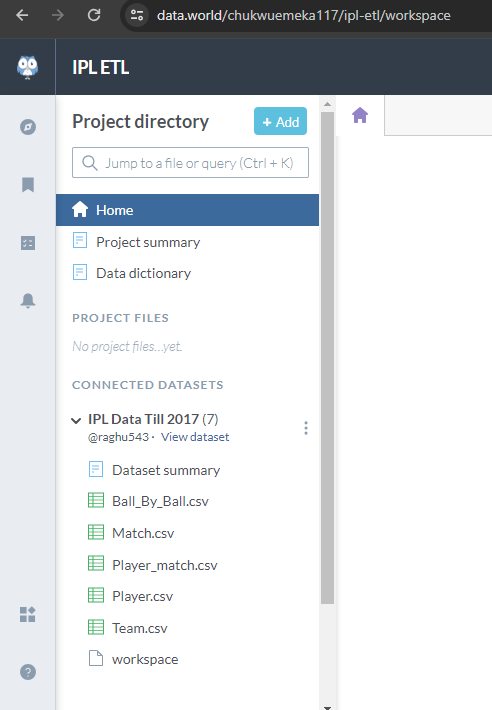 data.world/chukwuemeka117/ipl-etl/workspace
IPL ETL
Project directory
+ Add
Jump to a file or query (Ctrl + K)
Home
Project summary
Data dictionary
PROJECT FILES
No project files...yet.
CONNECTED DATASETS
IPL Data Till 2017 (7)
@raghu543 · View dataset
Dataset summary
Ball_By_Ball.csv
Match.csv
Player_match.csv
Player.csv
Team.csv
workspace